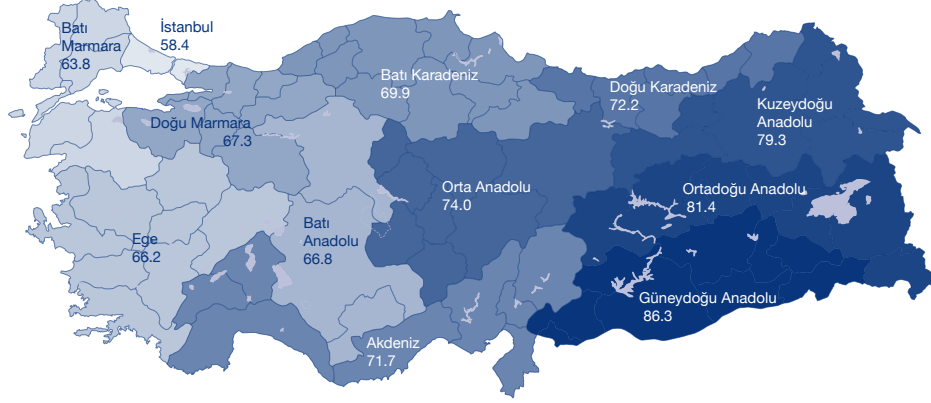 Batı
Marmara
63.8
İstanbul
58.4
Batı Karadeniz
69.9
Doğu Karadeniz
72.2
Kuzeydoğu
Anadolu
79.3
Doğu Marmara
67.3
Orta Anadolu
74.0
Ortadoğu Anadolu
81.4
Ege
66.2
Batı
Anadolu
66.8
Güneydoğu Anadolu
86.3
Akdeniz
71.7